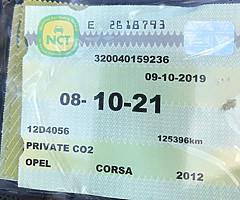 E 2618793
NCT
320040159236
09-10-2019
08-10-21
12D4056
125396km
PRIVATE CO2
OPEL CORSA 2012